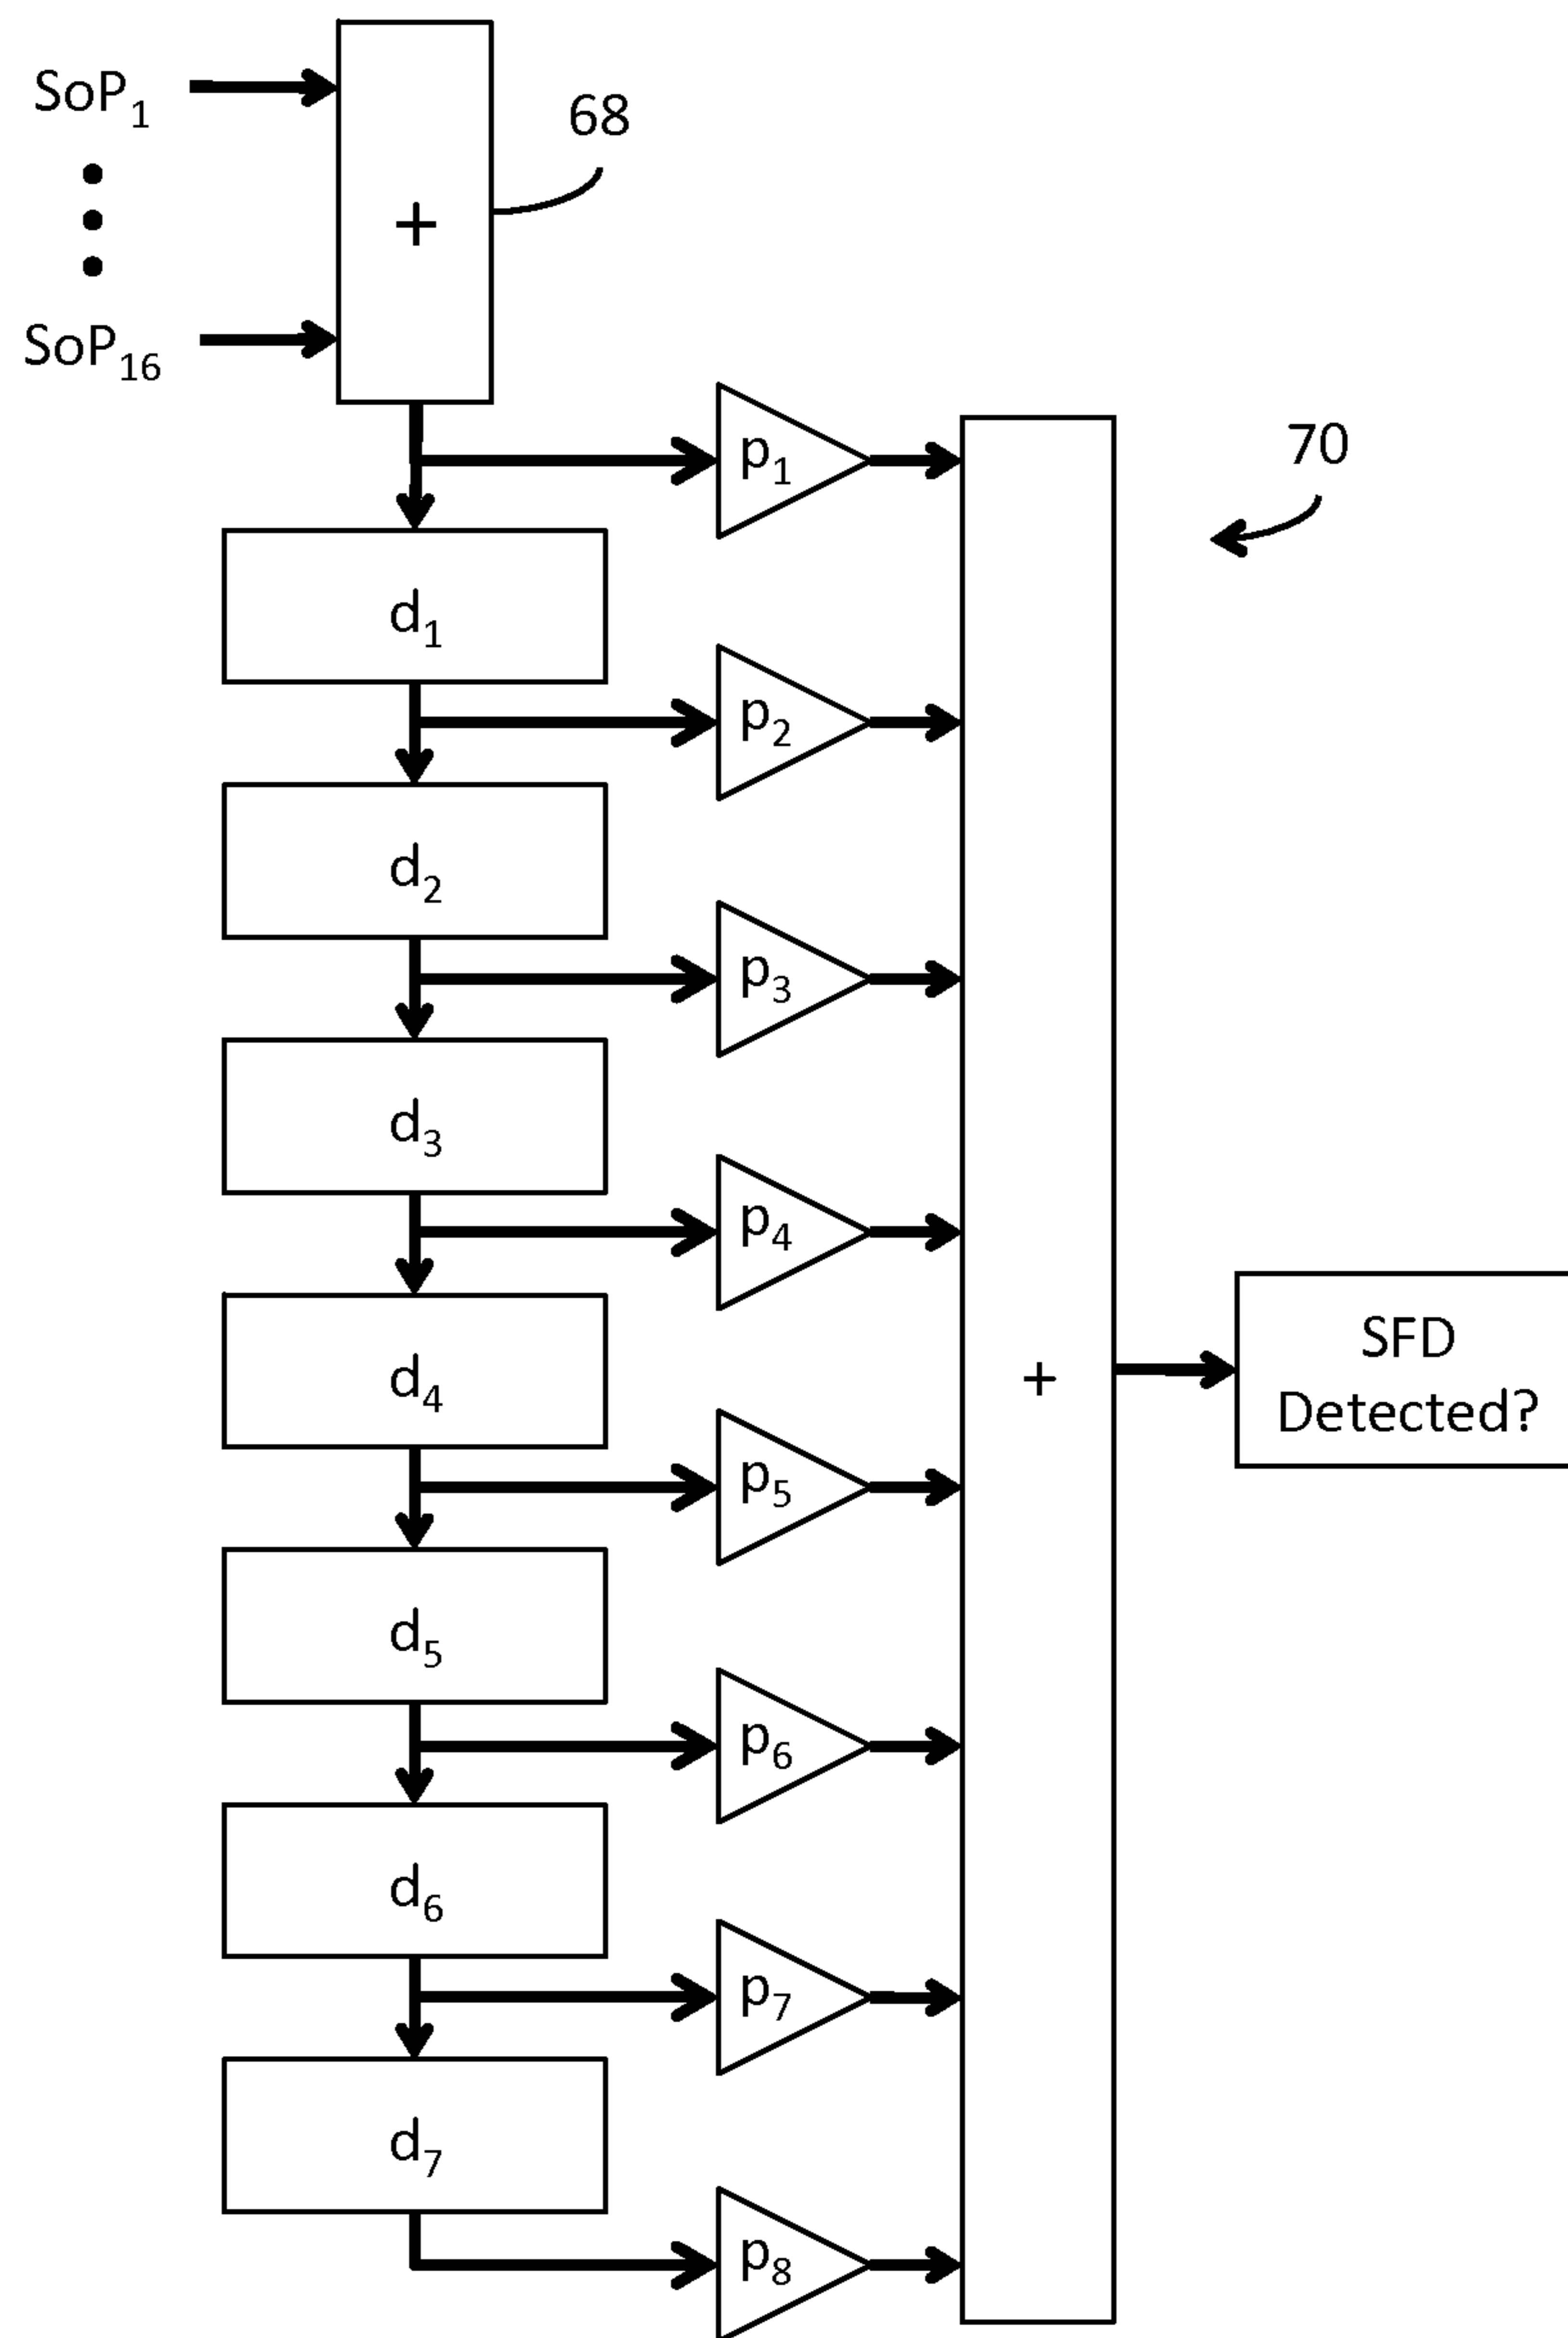 SoP₁
68
+
SoP₁₆
p₁
70
d₁
p₂
d₂
p₃
d₃
p₄
d₄
SFD
+
Detected?
p₅
d₅
p₆
d₆
p₇
d₇
p₈